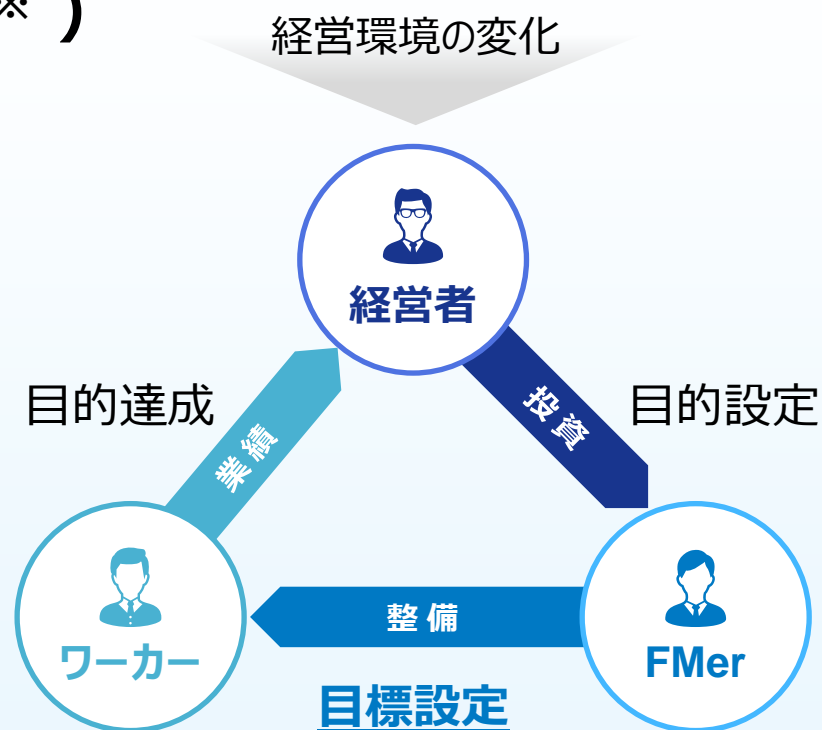 ※ )
経営環境の変化
経営者
目的達成
業績
投資
目的設定
ワーカー
整備
FMer
目標設定